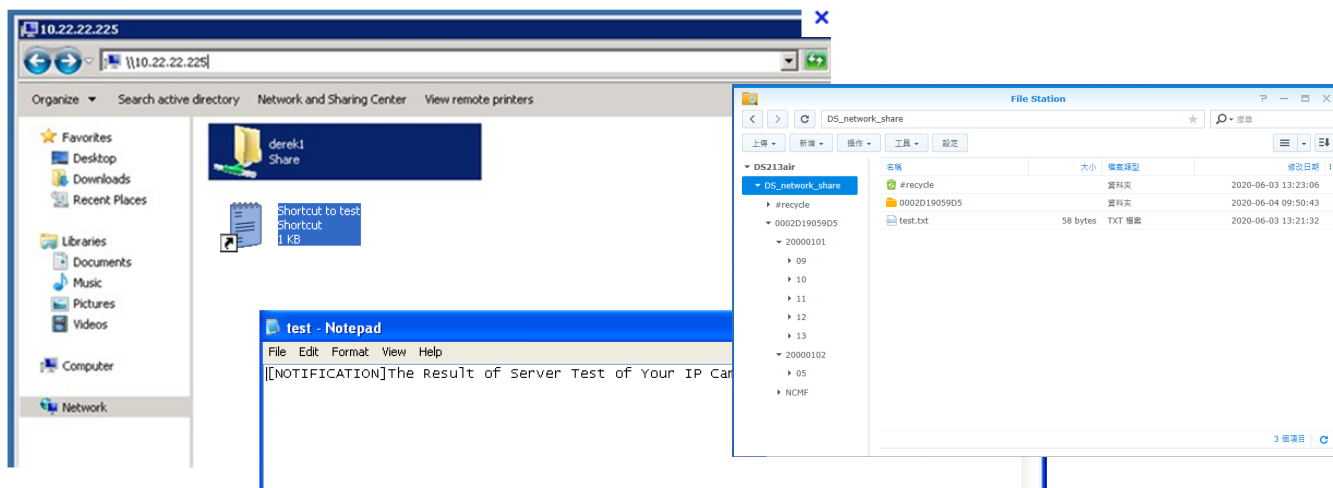 10.22.22.225
\\10.22.22.225
Organize Search active directory Network and Sharing Center View remote printers
Favorites
Desktop
Downloads
Recent Places
Libraries
Documents
Music
Pictures
Videos
Computer
Network
derek1
Share
Shortcut to test
Shortcut
1 KB
test - Notepad
File Edit Format View Help
[NOTIFICATION]The Result of Server Test of Your IP Cam
File Station
DS_network_share
搜尋
上傳 新增 操作 工具 設定
DS213air
DS_network_share
#recycle
0002D19059D5
20000101
09
10
11
12
13
20000102
05
NCMF
名稱 大小 檔案類型 修改日期
#recycle 資料夾 2020-06-03 13:23:06
0002D19059D5 資料夾 2020-06-04 09:50:43
test.txt 58 bytes TXT 檔案 2020-06-03 13:21:32
3 個項目